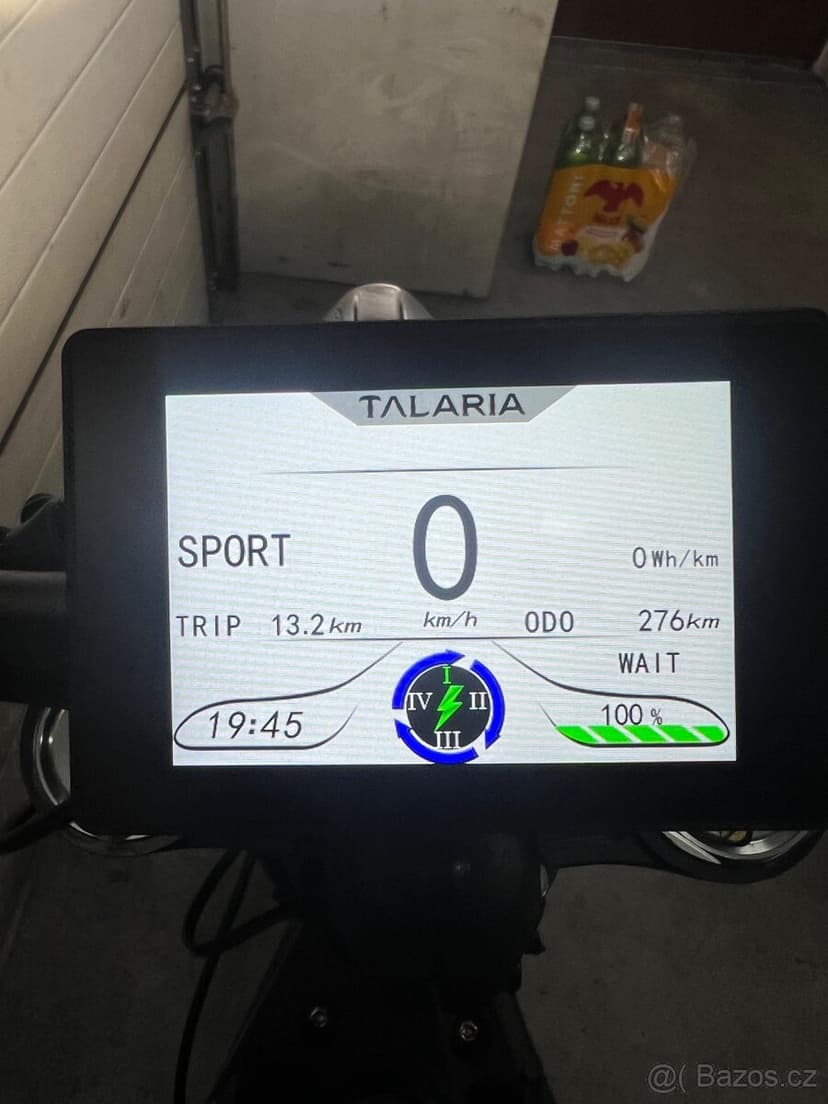 MATTONI
TALARIA
0
SPORT
0Wh/km
TRIP 13.2km
km/h
ODO 276km
WAIT
I
IV II
III
19:45
100 %
@( Bazos.cz